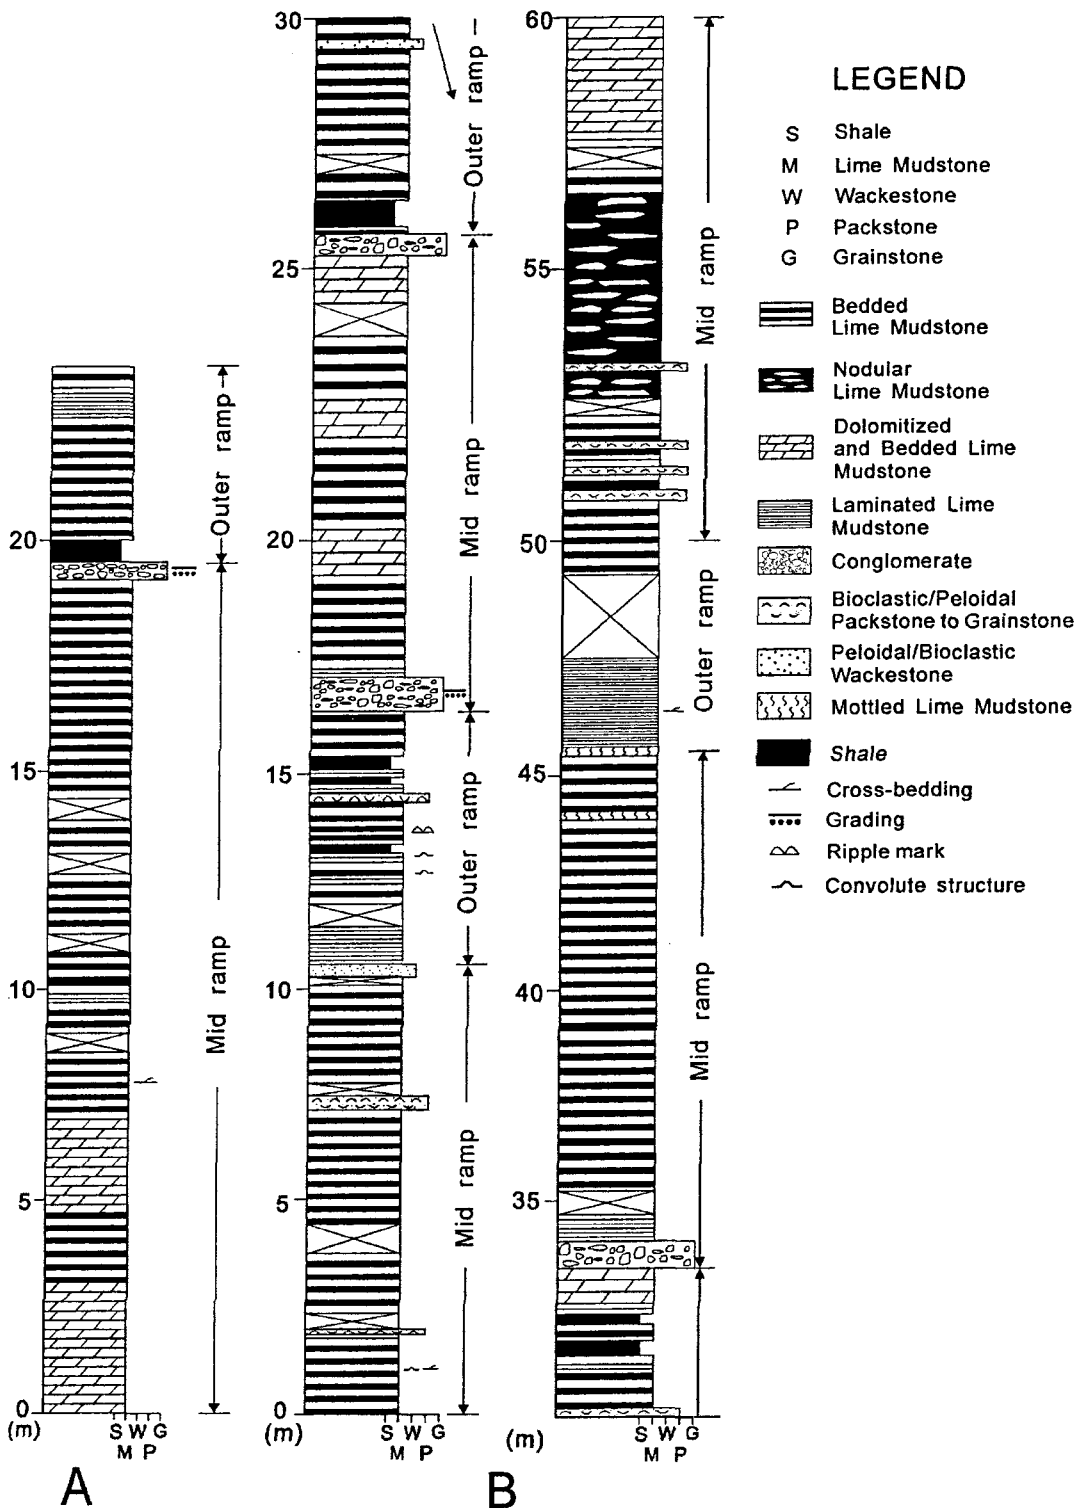 20
15
10
5
0
(m)
S W G
M P
Outer ramp
Mid ramp
A
30
25
20
15
10
5
0
(m)
S W G
M P
Outer ramp
Mid ramp
Outer ramp
Mid ramp
60
55
50
45
40
35
(m)
S W G
M P
Mid ramp
Outer ramp
Mid ramp
B
LEGEND
S Shale
M Lime Mudstone
W Wackestone
P Packstone
G Grainstone
Bedded
Lime Mudstone
Nodular
Lime Mudstone
Dolomitized
and Bedded Lime
Mudstone
Laminated Lime
Mudstone
Conglomerate
Bioclastic/Peloidal
Packstone to Grainstone
Peloidal/Bioclastic
Wackestone
Mottled Lime Mudstone
Shale
Cross-bedding
Grading
Ripple mark
Convolute structure